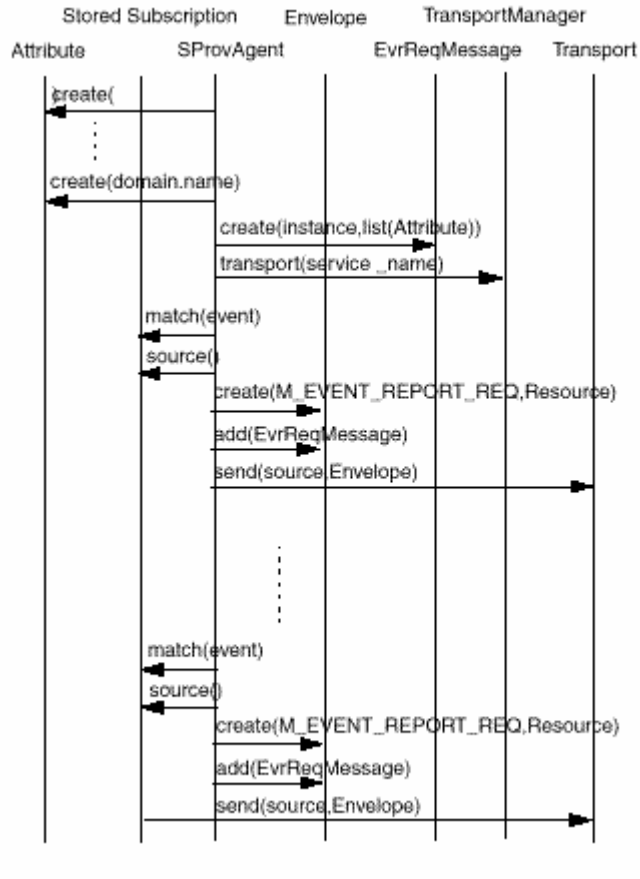 Stored Subscription Envelope TransportManager
Attribute SProvAgent EvrReqMessage Transport
create(
)
create(domain.name)
create(instance,list(Attribute))
transport(service _name)
match(event)
source()
create(M_EVENT_REPORT_REQ,Resource)
add(EvrReqMessage)
send(source,Envelope)
match(event)
source()
create(M_EVENT_REPORT_REQ,Resource)
add(EvrReqMessage)
send(source,Envelope)